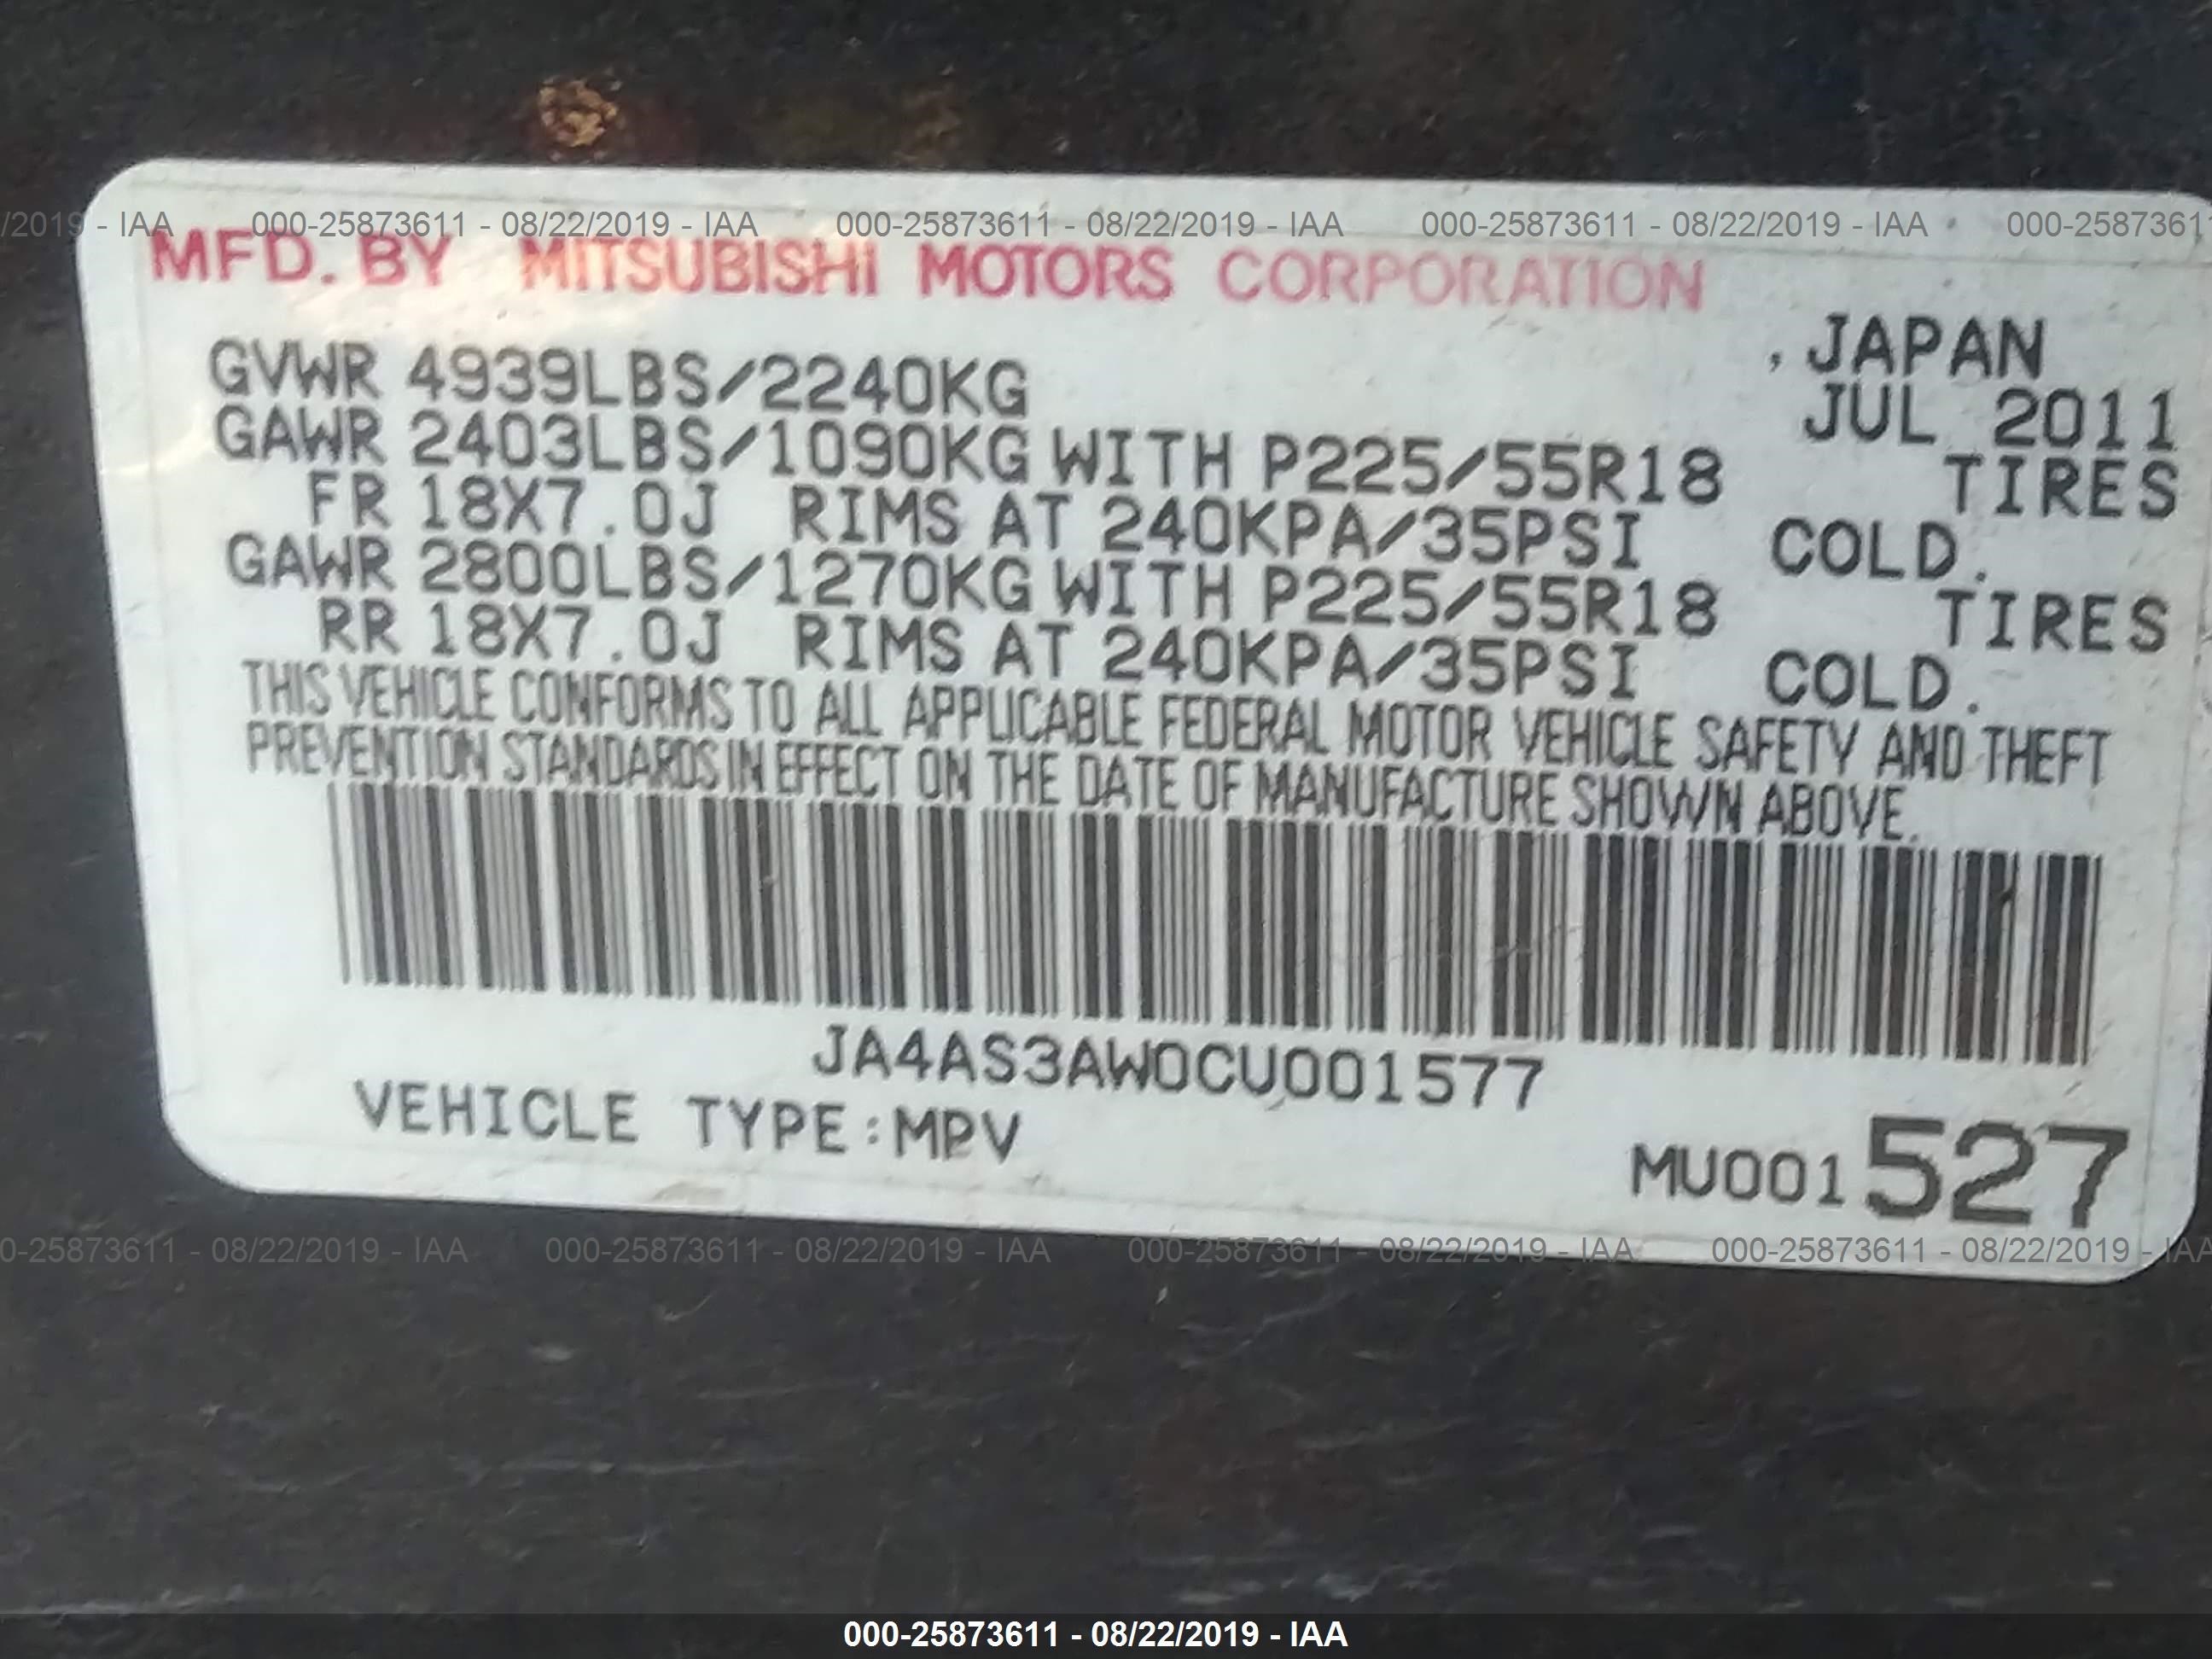 /2019 - IAA 000-25873611 - 08/22/2019 - IAA 000-25873611 - 08/22/2019 - IAA 000-25873611 - 08/22/2019 - IAA 000-2587361
MFD. BY MITSUBISHI MOTORS CORPORATION
, JAPAN
GVWR 4939LBS/2240KG JUL 2011
GAWR 2403LBS/1090KG WITH P225/55R18 TIRES
FR 18X7.0J RIMS AT 240KPA/35PSI COLD.
GAWR 2800LBS/1270KG WITH P225/55R18 TIRES
RR 18X7.0J RIMS AT 240KPA/35PSI COLD.
THIS VEHICLE CONFORMS TO ALL APPLICABLE FEDERAL MOTOR VEHICLE SAFETY AND THEFT
PREVENTION STANDARDS IN EFFECT ON THE DATE OF MANUFACTURE SHOWN ABOVE.
JA4AS3AW0CU001577
VEHICLE TYPE:MPV
MU001527
0-25873611 - 08/22/2019 - IAA 000-25873611 - 08/22/2019 - IAA 000-25873611 - 08/22/2019 - IAA 000-25873611 - 08/22/2019 - IAA
000-25873611 - 08/22/2019 - IAA